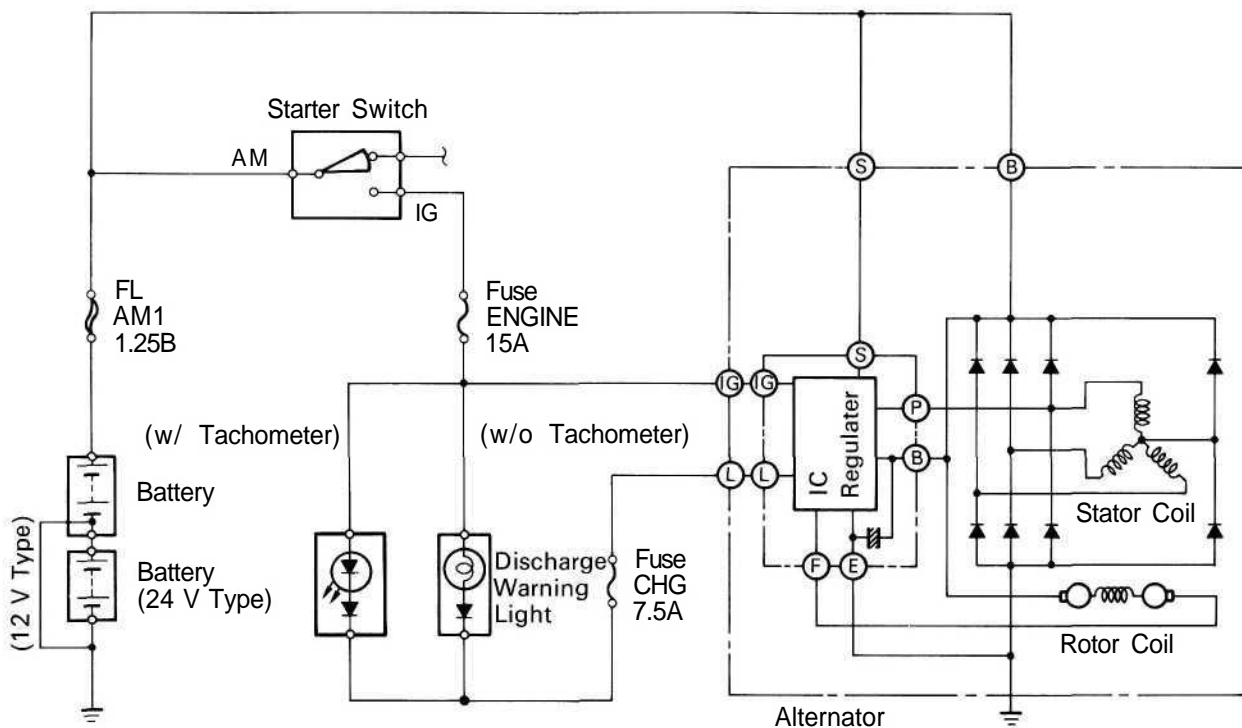 Starter Switch
AM
IG
S
B
FL
AM1
1.25B
Fuse
ENGINE
15A
(w/ Tachometer)
(w/o Tachometer)
IG
IG
S
P
B
L
L
IC
Regulater
F
E
Stator Coil
Rotor Coil
Battery
Battery
(24 V Type)
(12 V Type)
Discharge
Warning
Light
Fuse
CHG
7.5A
Alternator